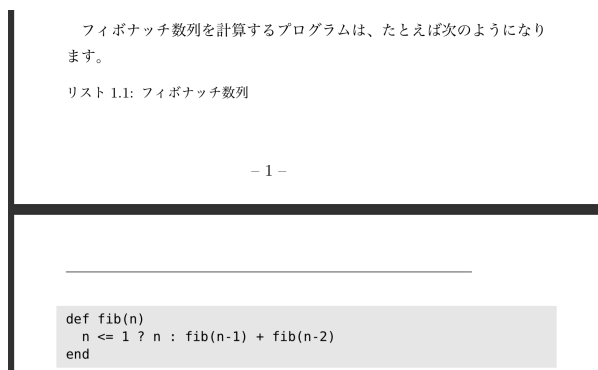 フィボナッチ数列を計算するプログラムは、たとえば次のようになり
ます。
リスト 1.1: フィボナッチ数列
– 1 –
def fib(n)
  n <= 1 ? n : fib(n-1) + fib(n-2)
end